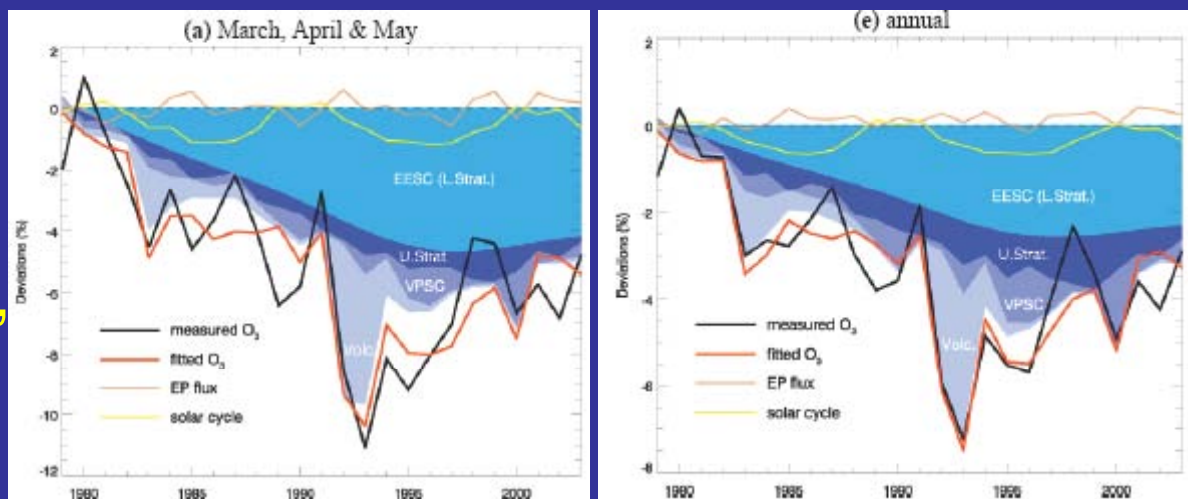 (a) March, April & May
2
0
-2
-4
-6
-8
-10
-12
Deviations (%)
EESC (L.Strat.)
U.Strat.
VPSC
Volc.
measured O₃
fitted O₃
EP flux
solar cycle
1980 1985 1990 1995 2000
(e) annual
2
0
-2
-4
-6
-8
Deviations (%)
EESC (L.Strat.)
U.Strat.
VPSC
Volc.
measured O₃
fitted O₃
EP flux
solar cycle
1980 1985 1990 1995 2000